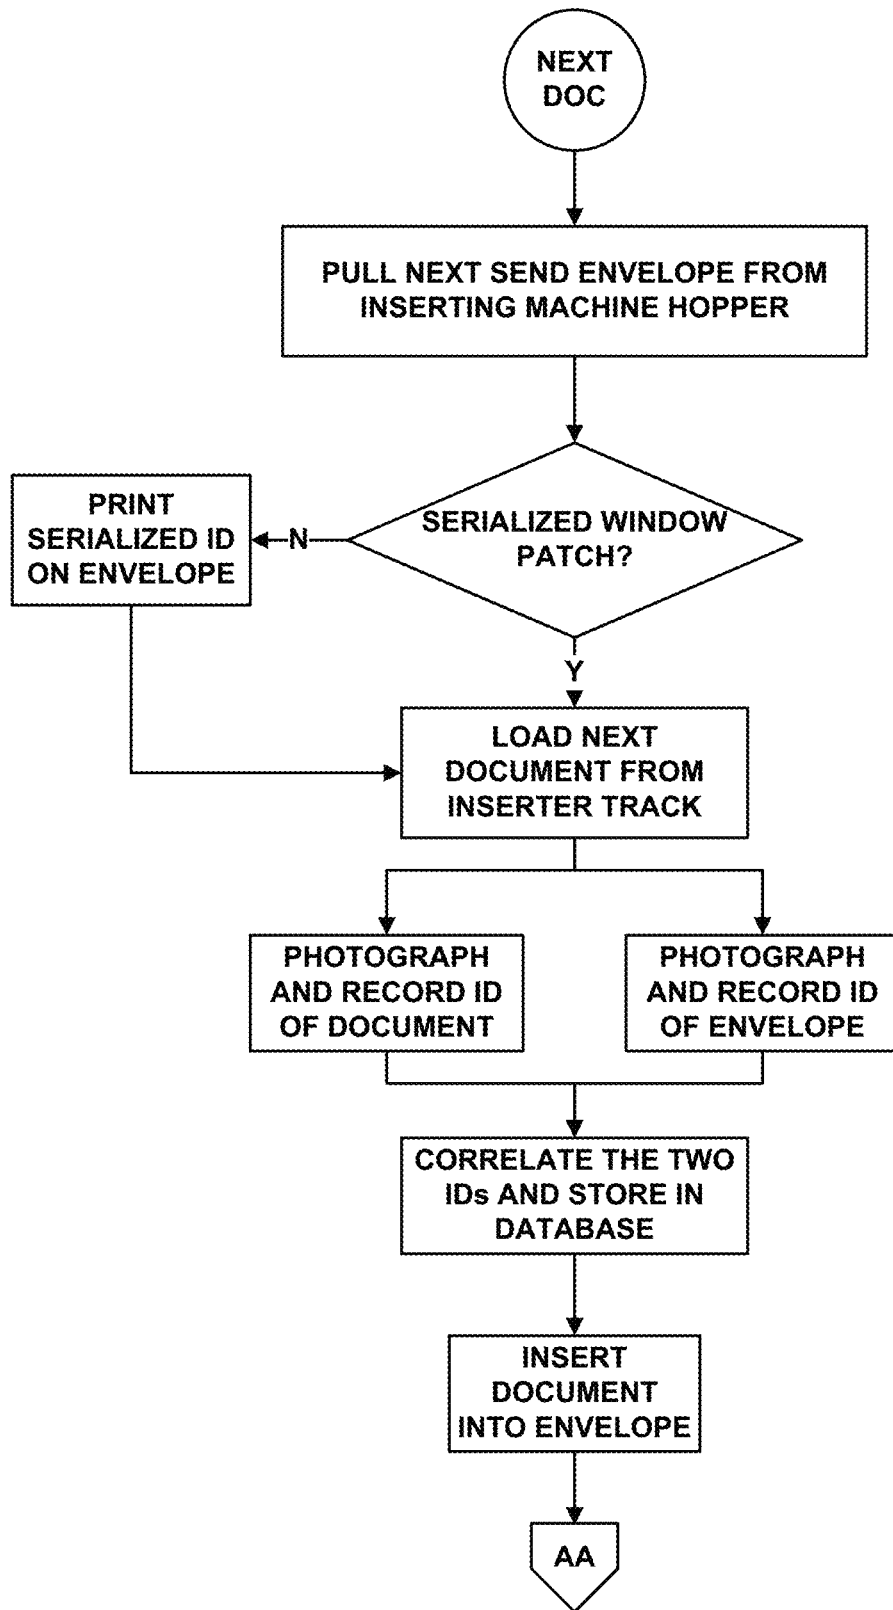 NEXT
DOC
PULL NEXT SEND ENVELOPE FROM
INSERTING MACHINE HOPPER
SERIALIZED WINDOW
PATCH?
N
PRINT
SERIALIZED ID
ON ENVELOPE
Y
LOAD NEXT
DOCUMENT FROM
INSERTER TRACK
PHOTOGRAPH
AND RECORD ID
OF DOCUMENT
PHOTOGRAPH
AND RECORD ID
OF ENVELOPE
CORRELATE THE TWO
IDs AND STORE IN
DATABASE
INSERT
DOCUMENT
INTO ENVELOPE
AA